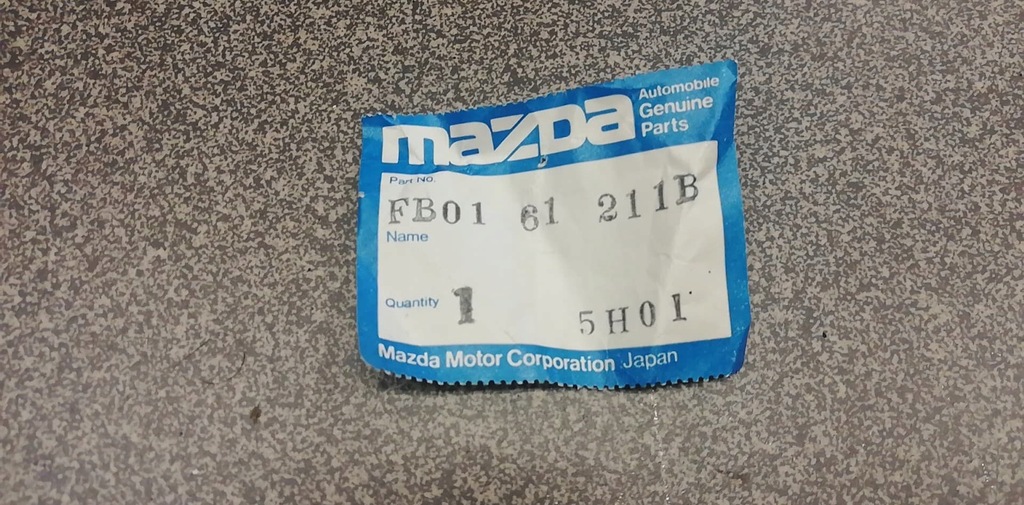 mazda
Automobile
Genuine
Parts
Part No.
FB01 61 211B
Name
Quantity 1
5H01
Mazda Motor Corporation Japan